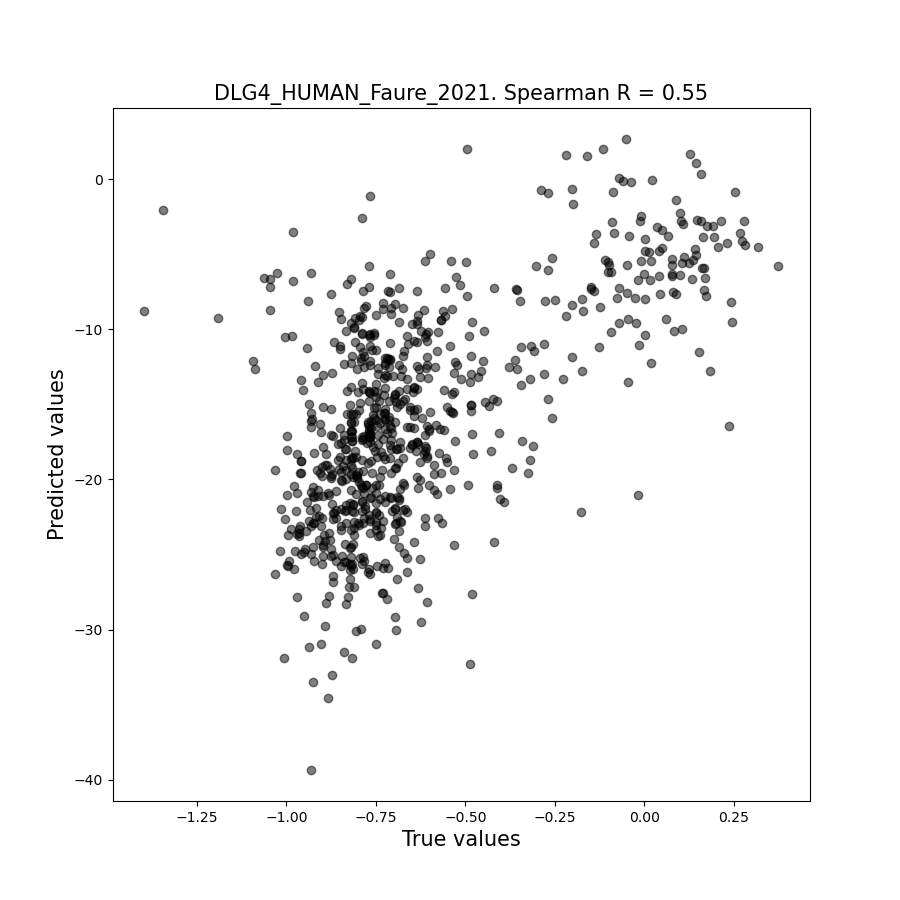 DLG4_HUMAN_Faure_2021. Spearman R = 0.55
Predicted values
0
−10
−20
−30
−40
−1.25 −1.00 −0.75 −0.50 −0.25 0.00 0.25
True values